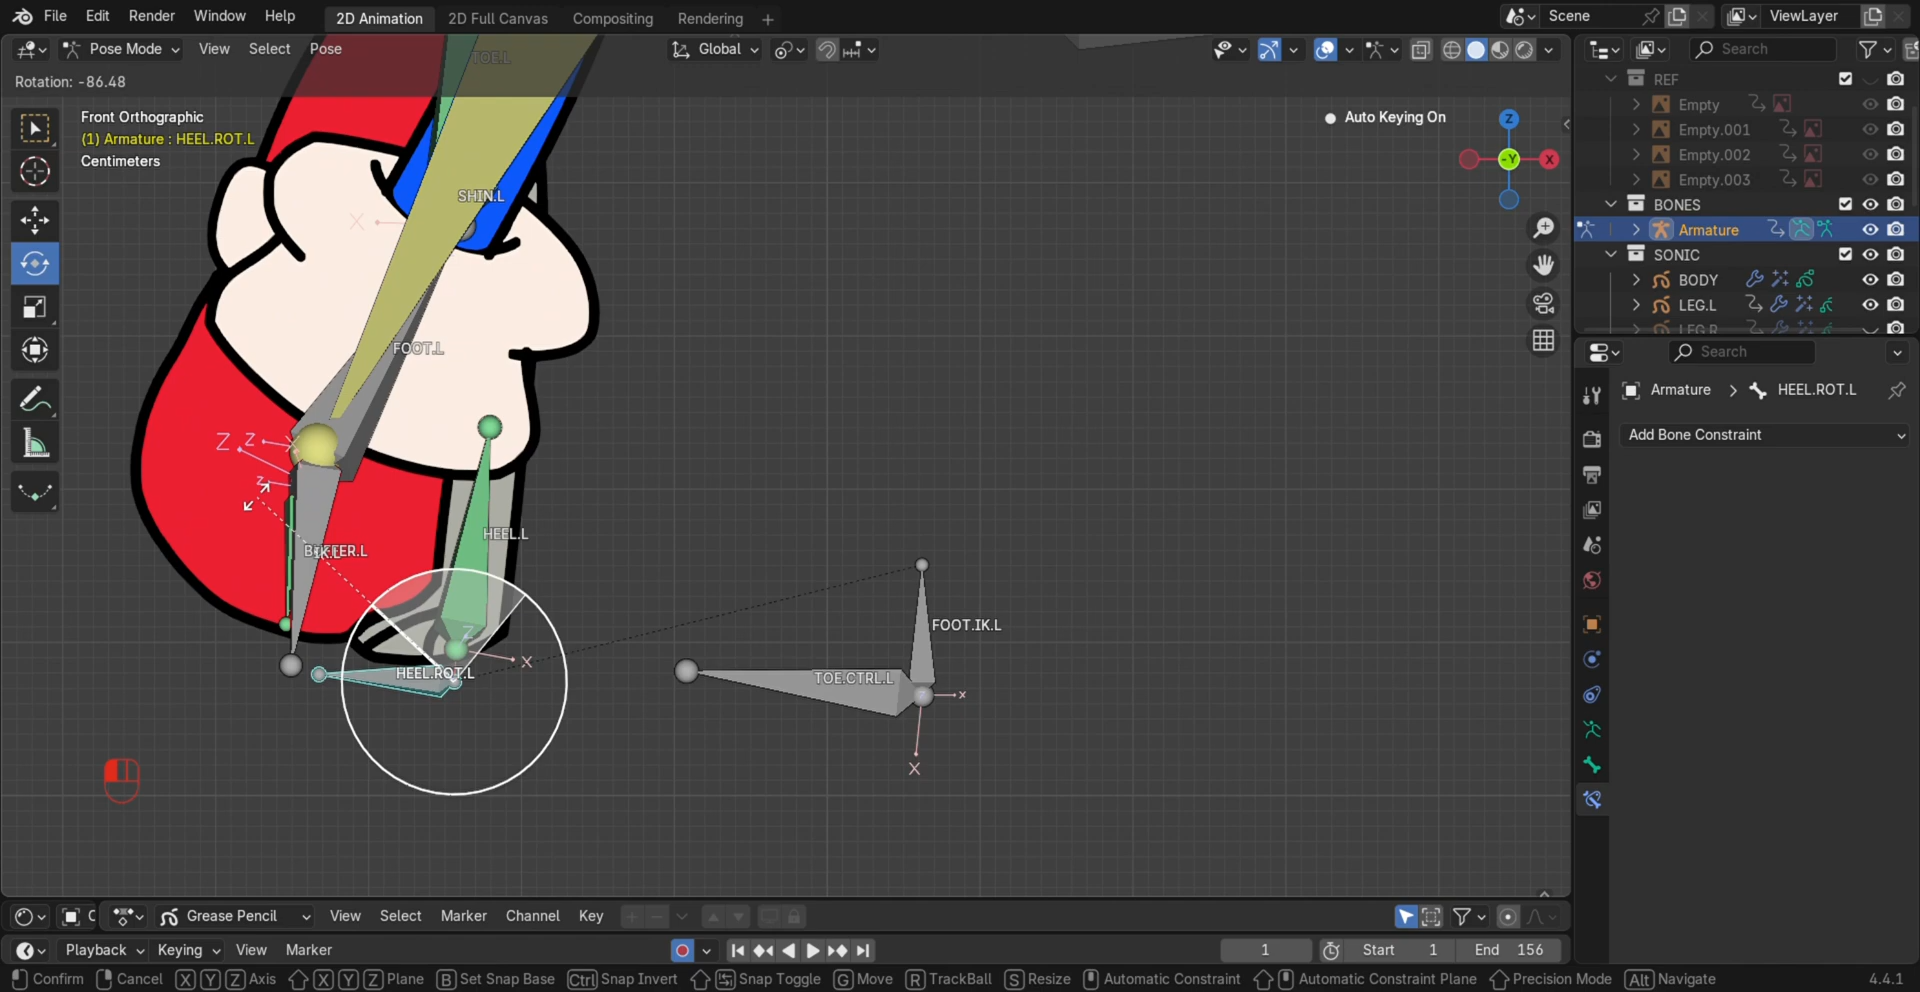 File Edit Render Window Help 2D Animation 2D Full Canvas Compositing Rendering + Scene ViewLayer
Pose Mode View Select Pose Global Search
Rotation: -86.48
Front Orthographic
(1) Armature : HEEL.ROT.L
Centimeters
Auto Keying On
Z
-Y
X
TOE.L
SHIN.L
X
FOOT.L
Z Z X
Z
HEEL.L
BUFFER.L
IK.L
Z
X
HEEL.ROT.L
FOOT.IK.L
TOE.CTRL.L
Z x
X
REF
Empty
Empty.001
Empty.002
Empty.003
BONES
Armature
SONIC
BODY
LEG.L
LEG.R
Search
Armature > HEEL.ROT.L
Add Bone Constraint
C Grease Pencil View Select Marker Channel Key
Playback Keying View Marker 1 Start 1 End 156
Confirm Cancel X Y Z Axis X Y Z Plane B Set Snap Base Ctrl Snap Invert Snap Toggle G Move R TrackBall S Resize Automatic Constraint Automatic Constraint Plane Precision Mode Alt Navigate 4.4.1